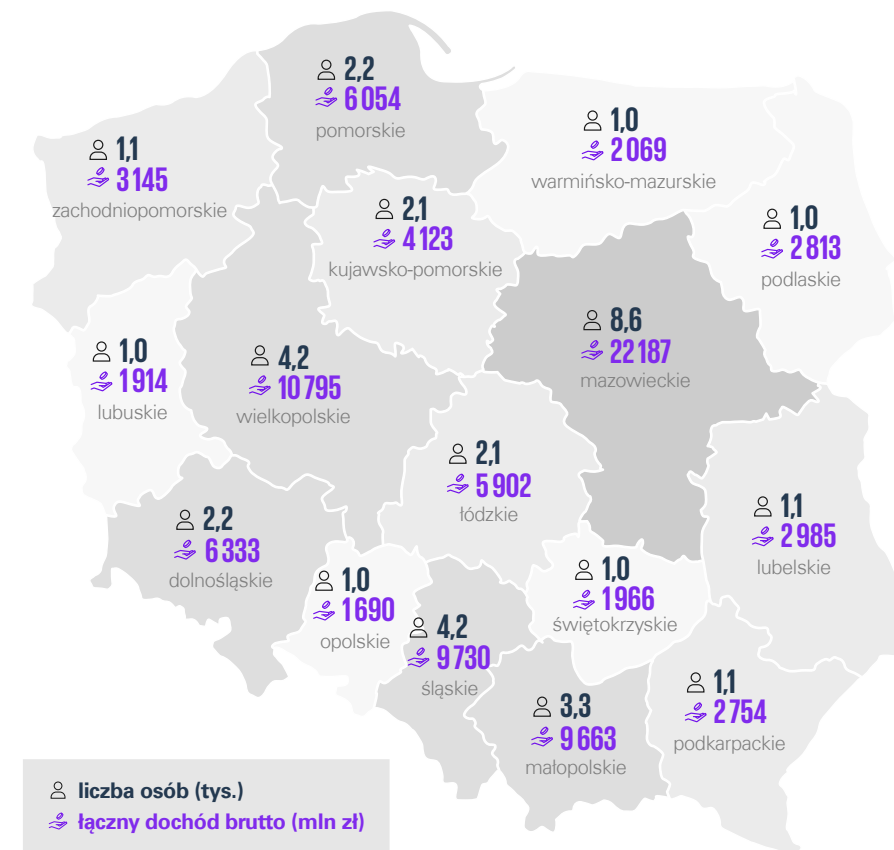 2,2
6 054
pomorskie
1,0
2 069
warmińsko-mazurskie
1,1
3 145
zachodniopomorskie
2,1
4 123
kujawsko-pomorskie
1,0
2 813
podlaskie
8,6
22 187
mazowieckie
1,0
1 914
lubuskie
4,2
10 795
wielkopolskie
2,1
5 902
łódzkie
1,1
2 985
lubelskie
2,2
6 333
dolnośląskie
1,0
1 690
opolskie
1,0
1 966
świętokrzyskie
4,2
9 730
śląskie
3,3
9 663
małopolskie
1,1
2 754
podkarpackie
liczba osób (tys.)
łączny dochód brutto (mln zł)